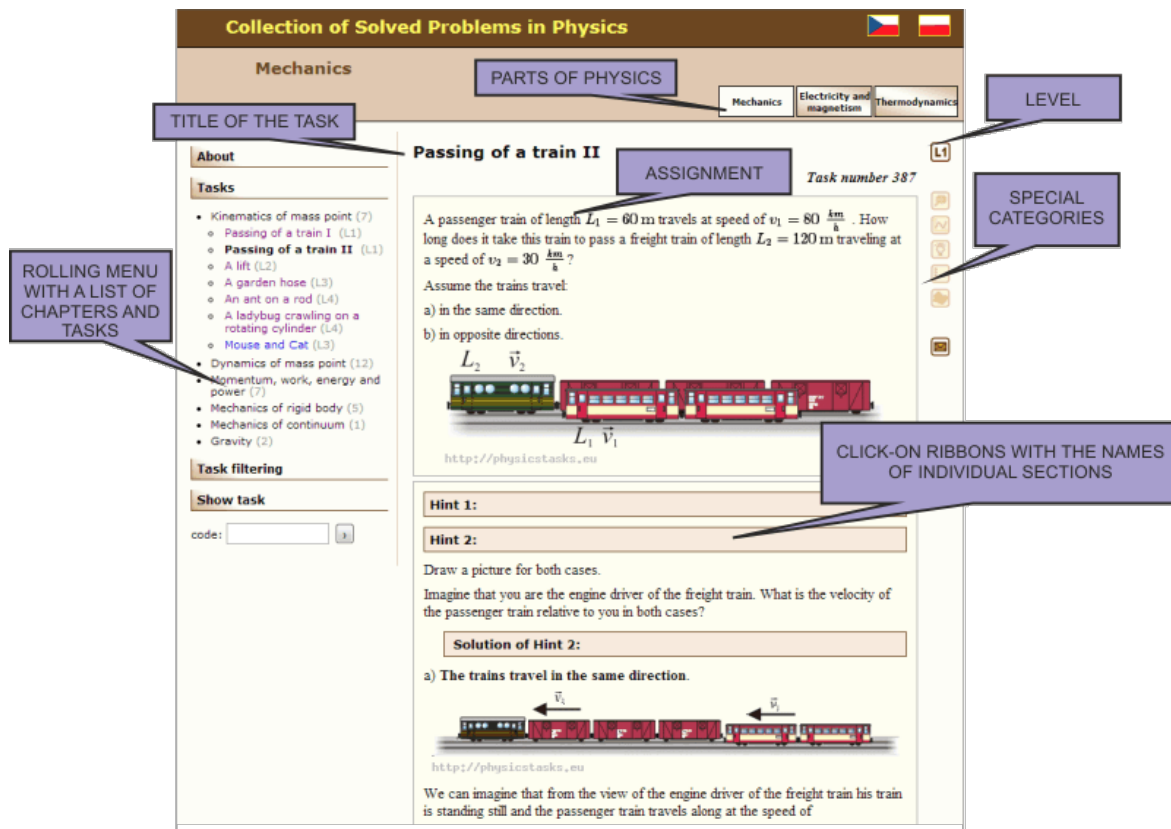 Collection of Solved Problems in Physics
Mechanics
PARTS OF PHYSICS
Mechanics
Electricity and
magnetism
Thermodynamics
LEVEL
TITLE OF THE TASK
About
Tasks
• Kinematics of mass point (7)
Passing of a train I (L1)
Passing of a train II (L1)
A lift (L2)
A garden hose (L3)
An ant on a rod (L4)
A ladybug crawling on a
rotating cylinder (L4)
Mouse and Cat (L3)
• Dynamics of mass point (12)
• Momentum, work, energy and
power (7)
• Mechanics of rigid body (5)
• Mechanics of continuum (1)
• Gravity (2)
Task filtering
Show task
code:
ROLLING MENU
WITH A LIST OF
CHAPTERS AND
TASKS
Passing of a train II
L1
ASSIGNMENT
Task number 387
SPECIAL
CATEGORIES
A passenger train of length L₁ = 60 m travels at speed of v₁ = 80 km/h . How
long does it take this train to pass a freight train of length L₂ = 120 m traveling at
a speed of v₂ = 30 km/h ?
Assume the trains travel:
a) in the same direction.
b) in opposite directions.
L₂ v⃗₂
L₁ v⃗₁
http://physicstasks.eu
CLICK-ON RIBBONS WITH THE NAMES
OF INDIVIDUAL SECTIONS
Hint 1:
Hint 2:
Draw a picture for both cases.
Imagine that you are the engine driver of the freight train. What is the velocity of
the passenger train relative to you in both cases?
Solution of Hint 2:
a) The trains travel in the same direction.
v⃗₂ v⃗₁
http://physicstasks.eu
We can imagine that from the view of the engine driver of the freight train his train
is standing still and the passenger train travels along at the speed of